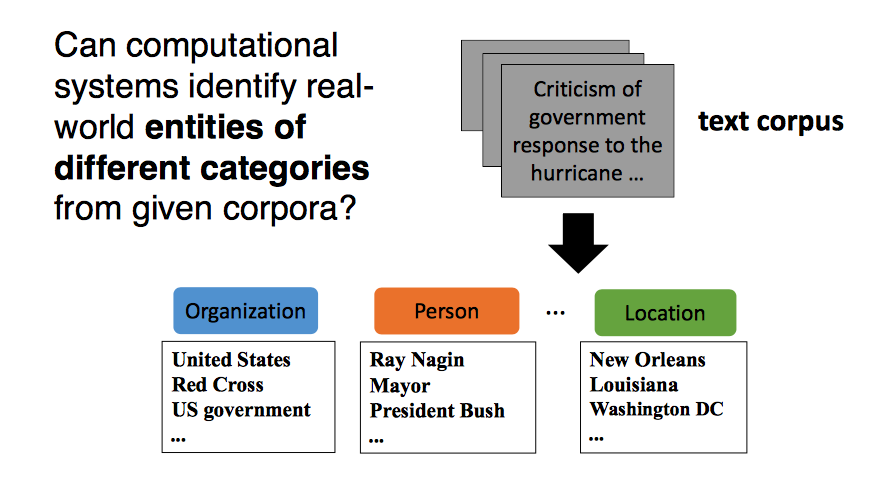 Can computational
systems identify real-
world entities of
different categories
from given corpora?
Criticism of
government
response to the
hurricane ...
text corpus
Organization
Person
...
Location
United States
Red Cross
US government
...
Ray Nagin
Mayor
President Bush
...
New Orleans
Louisiana
Washington DC
...